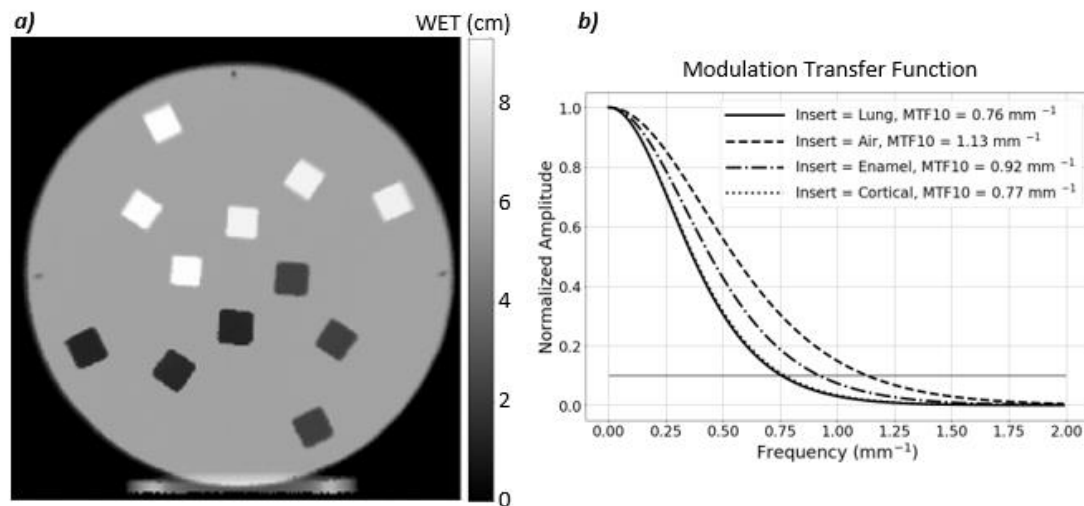 a)
WET (cm)
8
6
4
2
0
b)
Modulation Transfer Function
Normalized Amplitude
1.0
0.8
0.6
0.4
0.2
0.0
Insert = Lung, MTF10 = 0.76 mm ⁻¹
Insert = Air, MTF10 = 1.13 mm ⁻¹
Insert = Enamel, MTF10 = 0.92 mm ⁻¹
Insert = Cortical, MTF10 = 0.77 mm ⁻¹
0.00 0.25 0.50 0.75 1.00 1.25 1.50 1.75 2.00
Frequency (mm⁻¹)